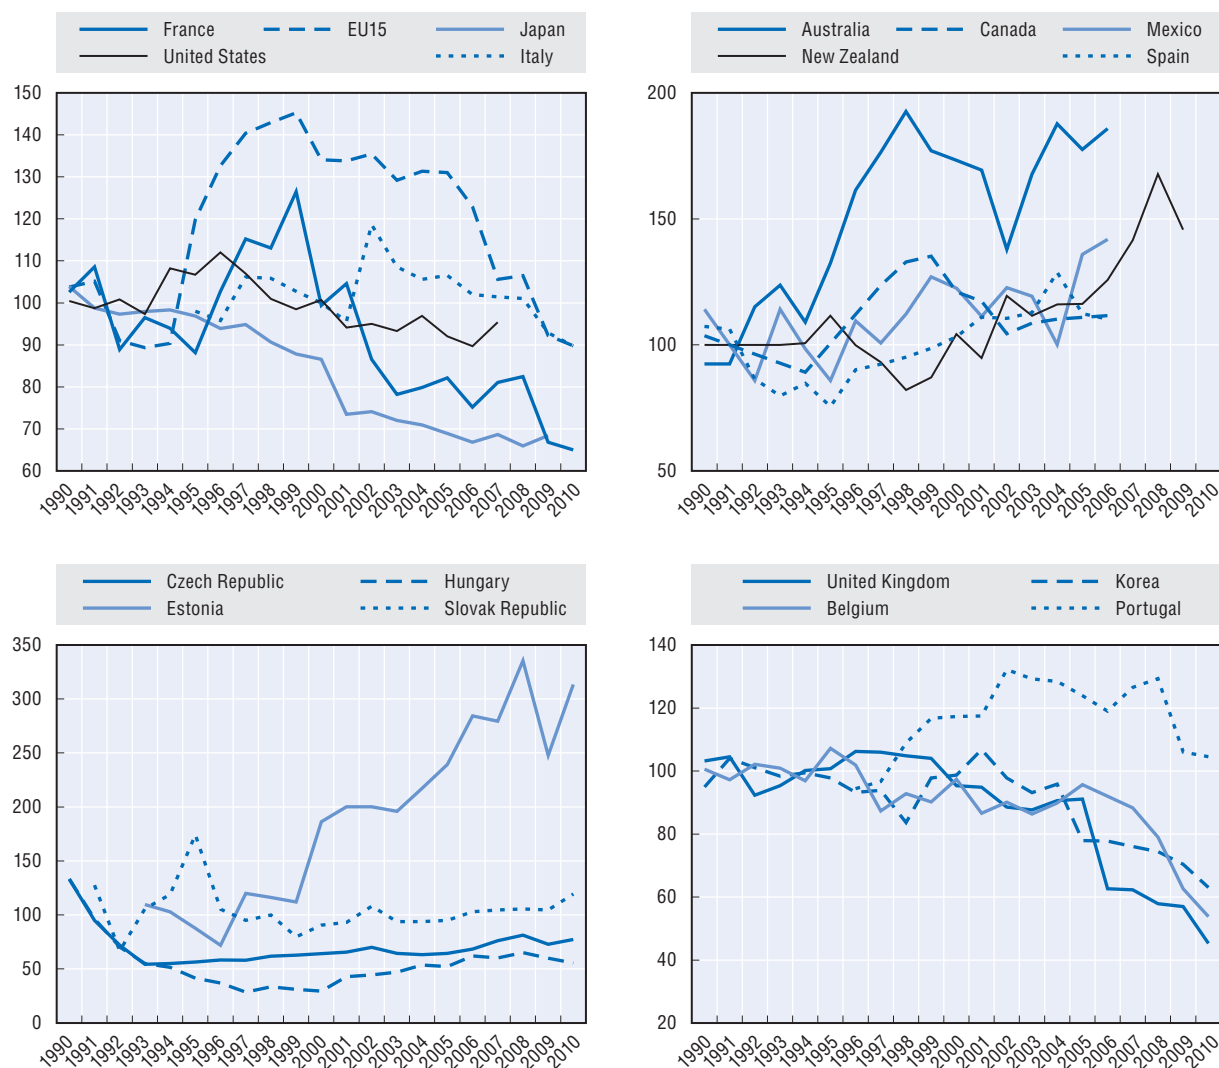 France EU15 Japan
United States Italy
150
140
130
120
110
100
90
80
70
60
1990 1991 1992 1993 1994 1995 1996 1997 1998 1999 2000 2001 2002 2003 2004 2005 2006 2007 2008 2009 2010
Australia Canada Mexico
New Zealand Spain
200
150
100
50
1990 1991 1992 1993 1994 1995 1996 1997 1998 1999 2000 2001 2002 2003 2004 2005 2006 2007 2008 2009 2010
Czech Republic Hungary
Estonia Slovak Republic
350
300
250
200
150
100
50
0
1990 1991 1992 1993 1994 1995 1996 1997 1998 1999 2000 2001 2002 2003 2004 2005 2006 2007 2008 2009 2010
United Kingdom Korea
Belgium Portugal
140
120
100
80
60
40
20
1990 1991 1992 1993 1994 1995 1996 1997 1998 1999 2000 2001 2002 2003 2004 2005 2006 2007 2008 2009 2010